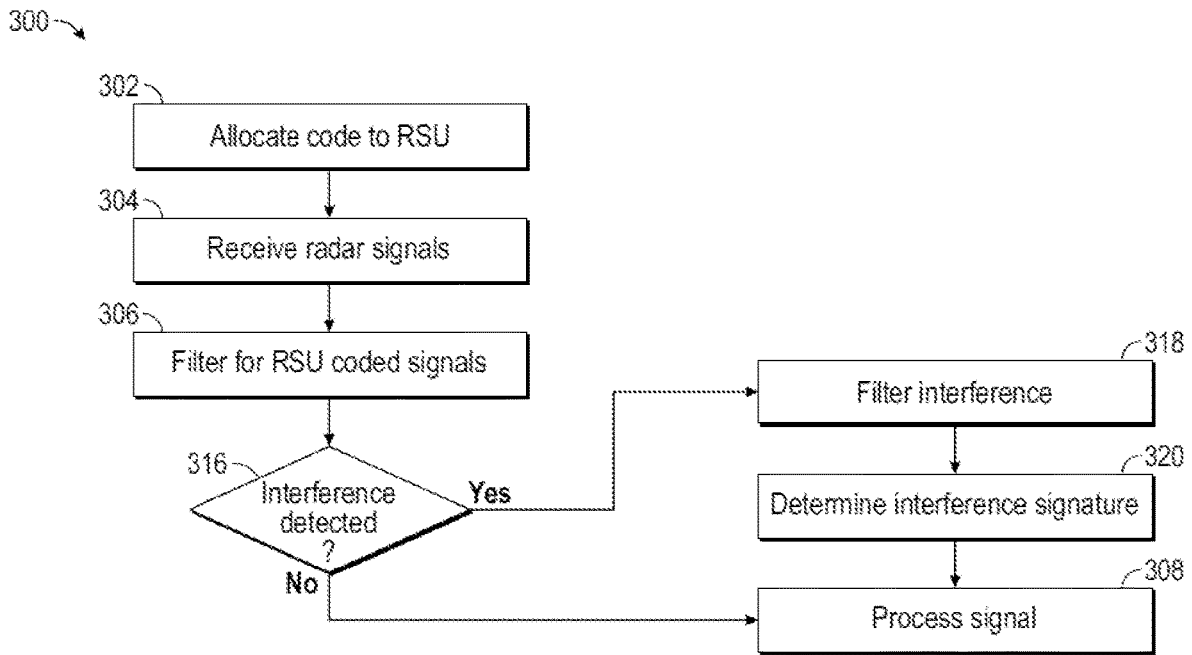 300
302
Allocate code to RSU
304
Receive radar signals
306
Filter for RSU coded signals
316
Interference
detected
?
Yes
No
318
Filter interference
320
Determine interference signature
308
Process signal